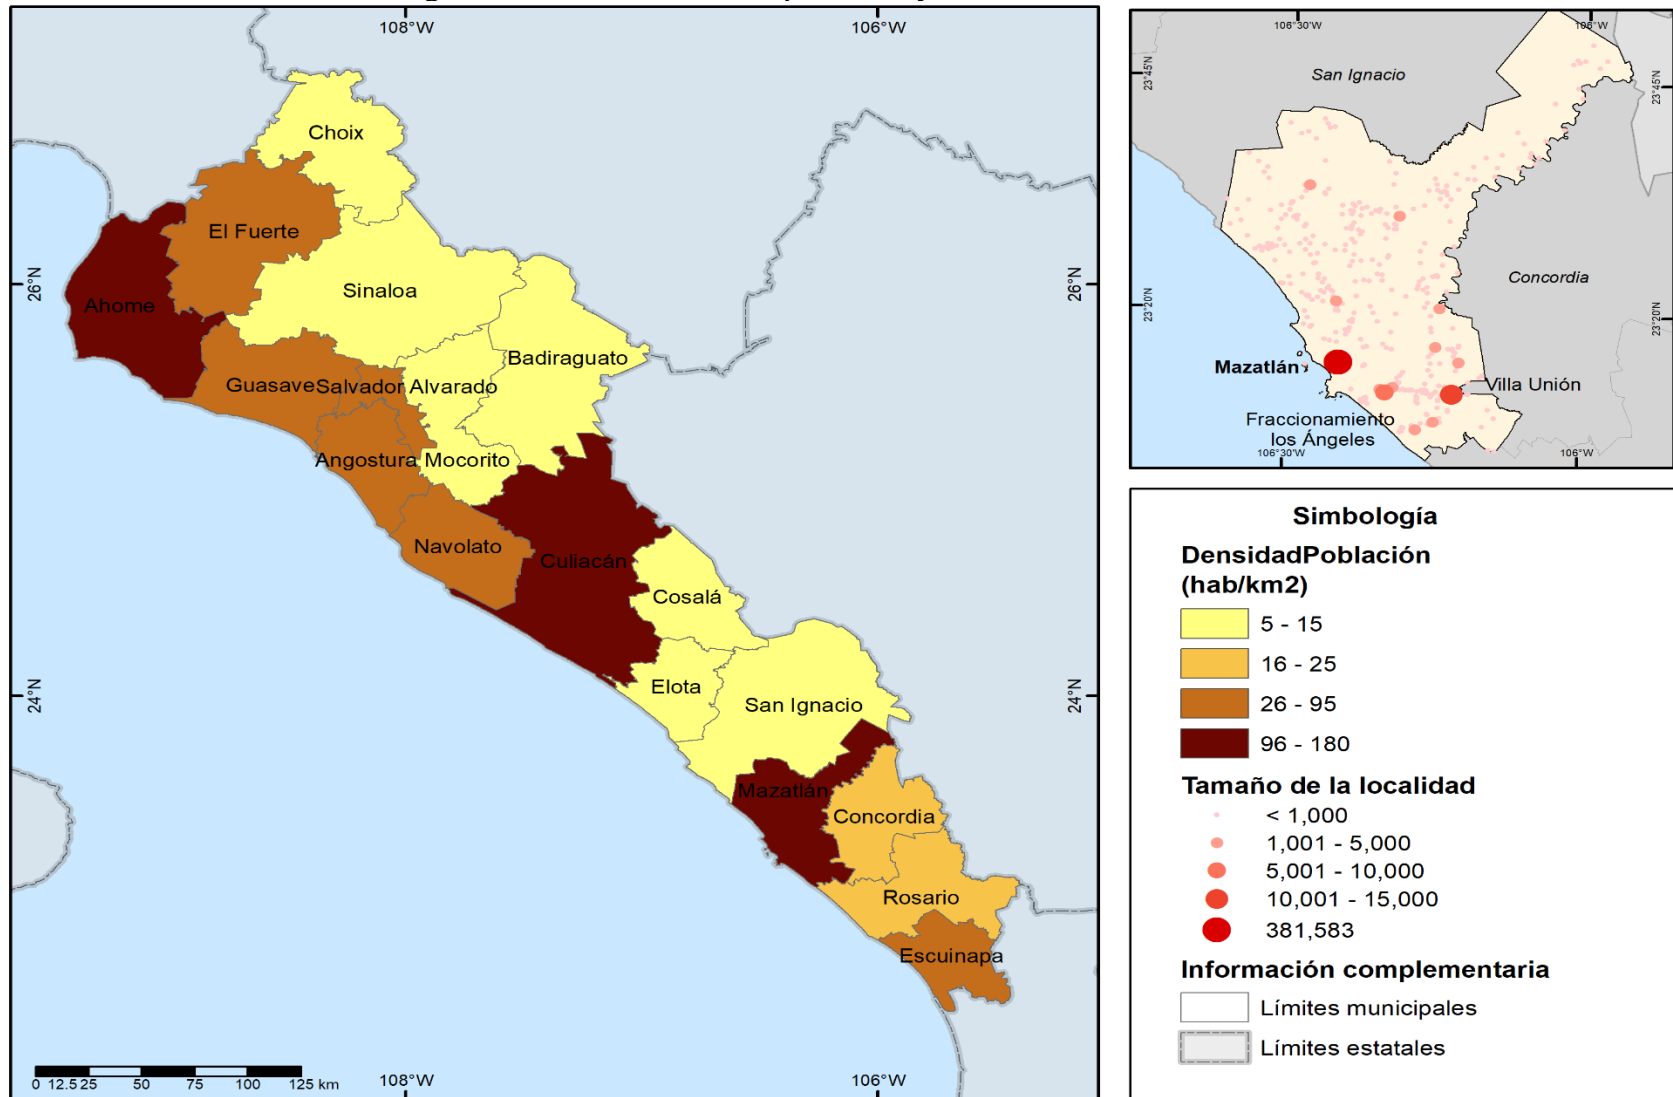 108°W
106°W
Choix
El Fuerte
26°N
26°N
Sinaloa
Ahome
Badiraguato
Guasave
Salvador
Alvarado
Angostura
Mocorito
Navolato
Culiacán
Cosalá
Elota
24°N
24°N
San Ignacio
Mazatlán
Concordia
Rosario
Escuinapa
0 12.5 25 50 75 100 125 km
108°W
106°W
106°30'W
106°W
23°45'N
23°45'N
San Ignacio
Concordia
23°20'N
23°20'N
Mazatlán
Villa Unión
Fraccionamiento
los Ángeles
106°30'W
106°W
Simbología
DensidadPoblación
(hab/km2)
5 - 15
16 - 25
26 - 95
96 - 180
Tamaño de la localidad
< 1,000
1,001 - 5,000
5,001 - 10,000
10,001 - 15,000
381,583
Información complementaria
Límites municipales
Límites estatales